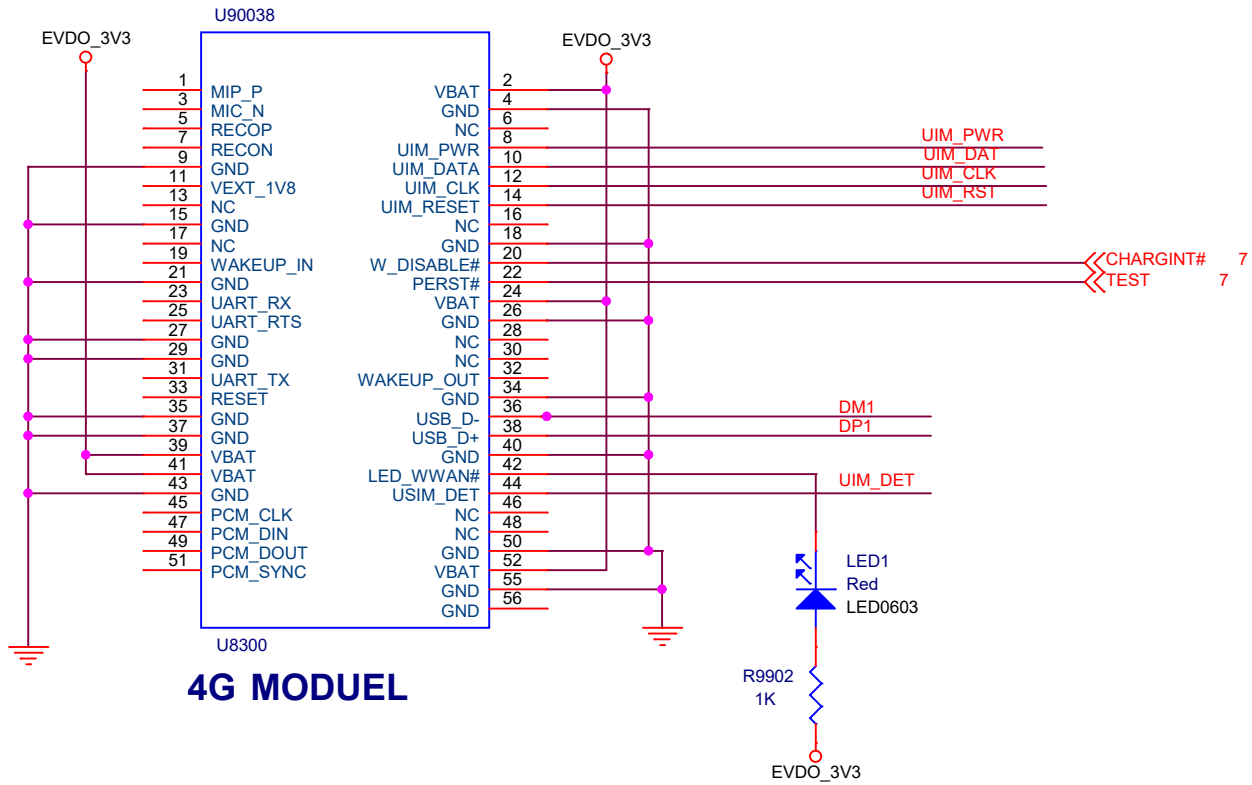 U90038
EVDO_3V3
EVDO_3V3
1 MIP_P
3 MIC_N
5 RECOP
7 RECON
9 GND
11 VEXT_1V8
13 NC
15 GND
17 NC
19 WAKEUP_IN
21 GND
23 UART_RX
25 UART_RTS
27 GND
29 GND
31 UART_TX
33 RESET
35 GND
37 GND
39 VBAT
41 VBAT
43 GND
45 PCM_CLK
47 PCM_DIN
49 PCM_DOUT
51 PCM_SYNC
VBAT 2
GND 4
NC 6
UIM_PWR 8
UIM_DATA 10
UIM_CLK 12
UIM_RESET 14
NC 16
GND 18
W_DISABLE# 20
PERST# 22
VBAT 24
GND 26
NC 28
NC 30
WAKEUP_OUT 32
GND 34
USB_D- 36
USB_D+ 38
GND 40
LED_WWAN# 42
USIM_DET 44
NC 46
NC 48
GND 50
VBAT 52
GND 55
GND 56
UIM_PWR
UIM_DAT
UIM_CLK
UIM_RST
CHARGINT# 7
TEST 7
DM1
DP1
UIM_DET
LED1
Red
LED0603
R9902
1K
EVDO_3V3
U8300
4G MODUEL